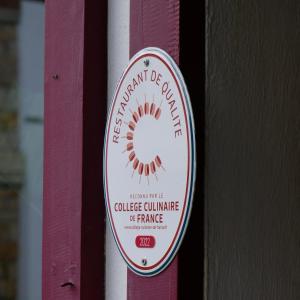 RESTAURANT DE QUALITÉ
RECONNU PAR LE
COLLEGE CULINAIRE
DE FRANCE
2022